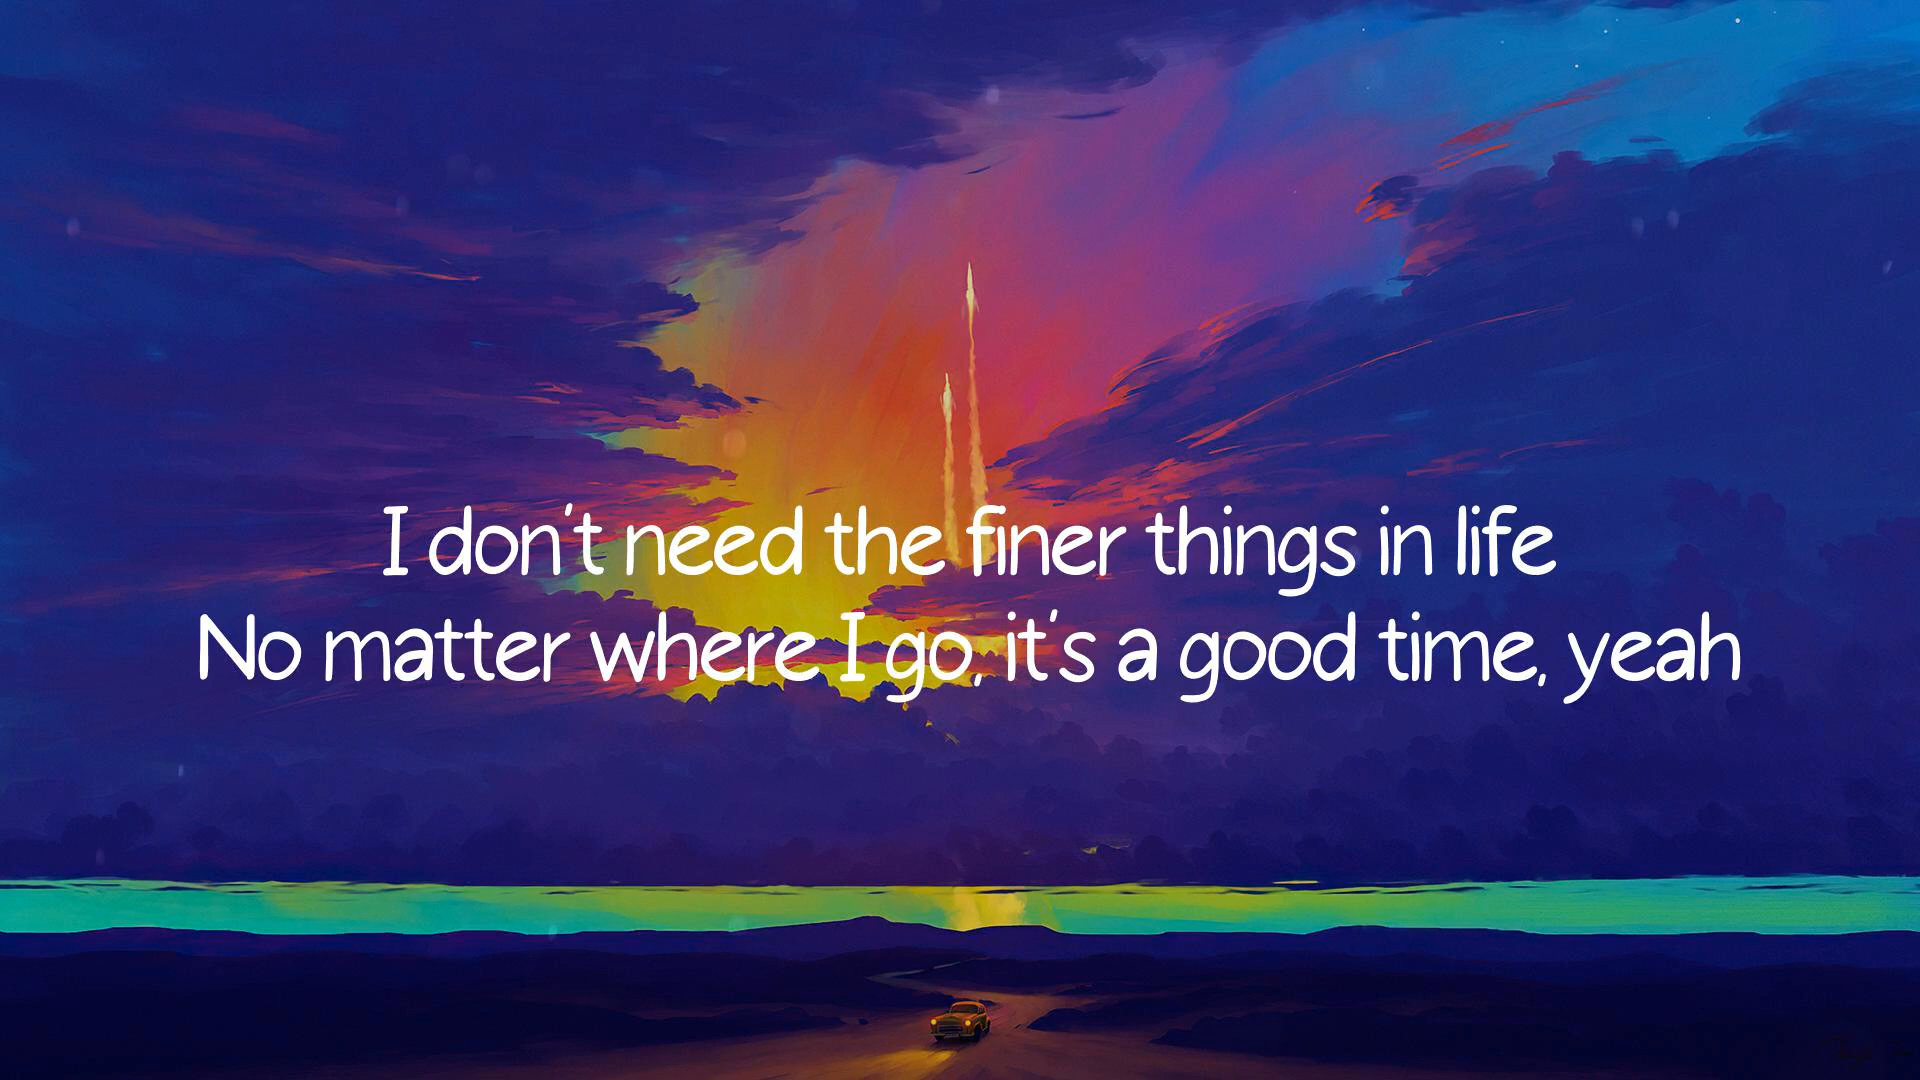 I don't need the finer things in life
No matter where I go, it's a good time, yeah